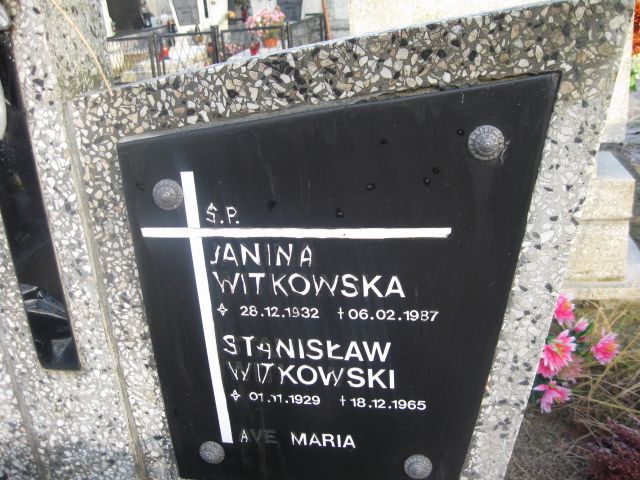 Ś.P.
JANINA
WITKOWSKA
28.12.1932 †06.02.1987
STANISŁAW
WITKOWSKI
01.11.1929 †18.12.1965
AVE MARIA